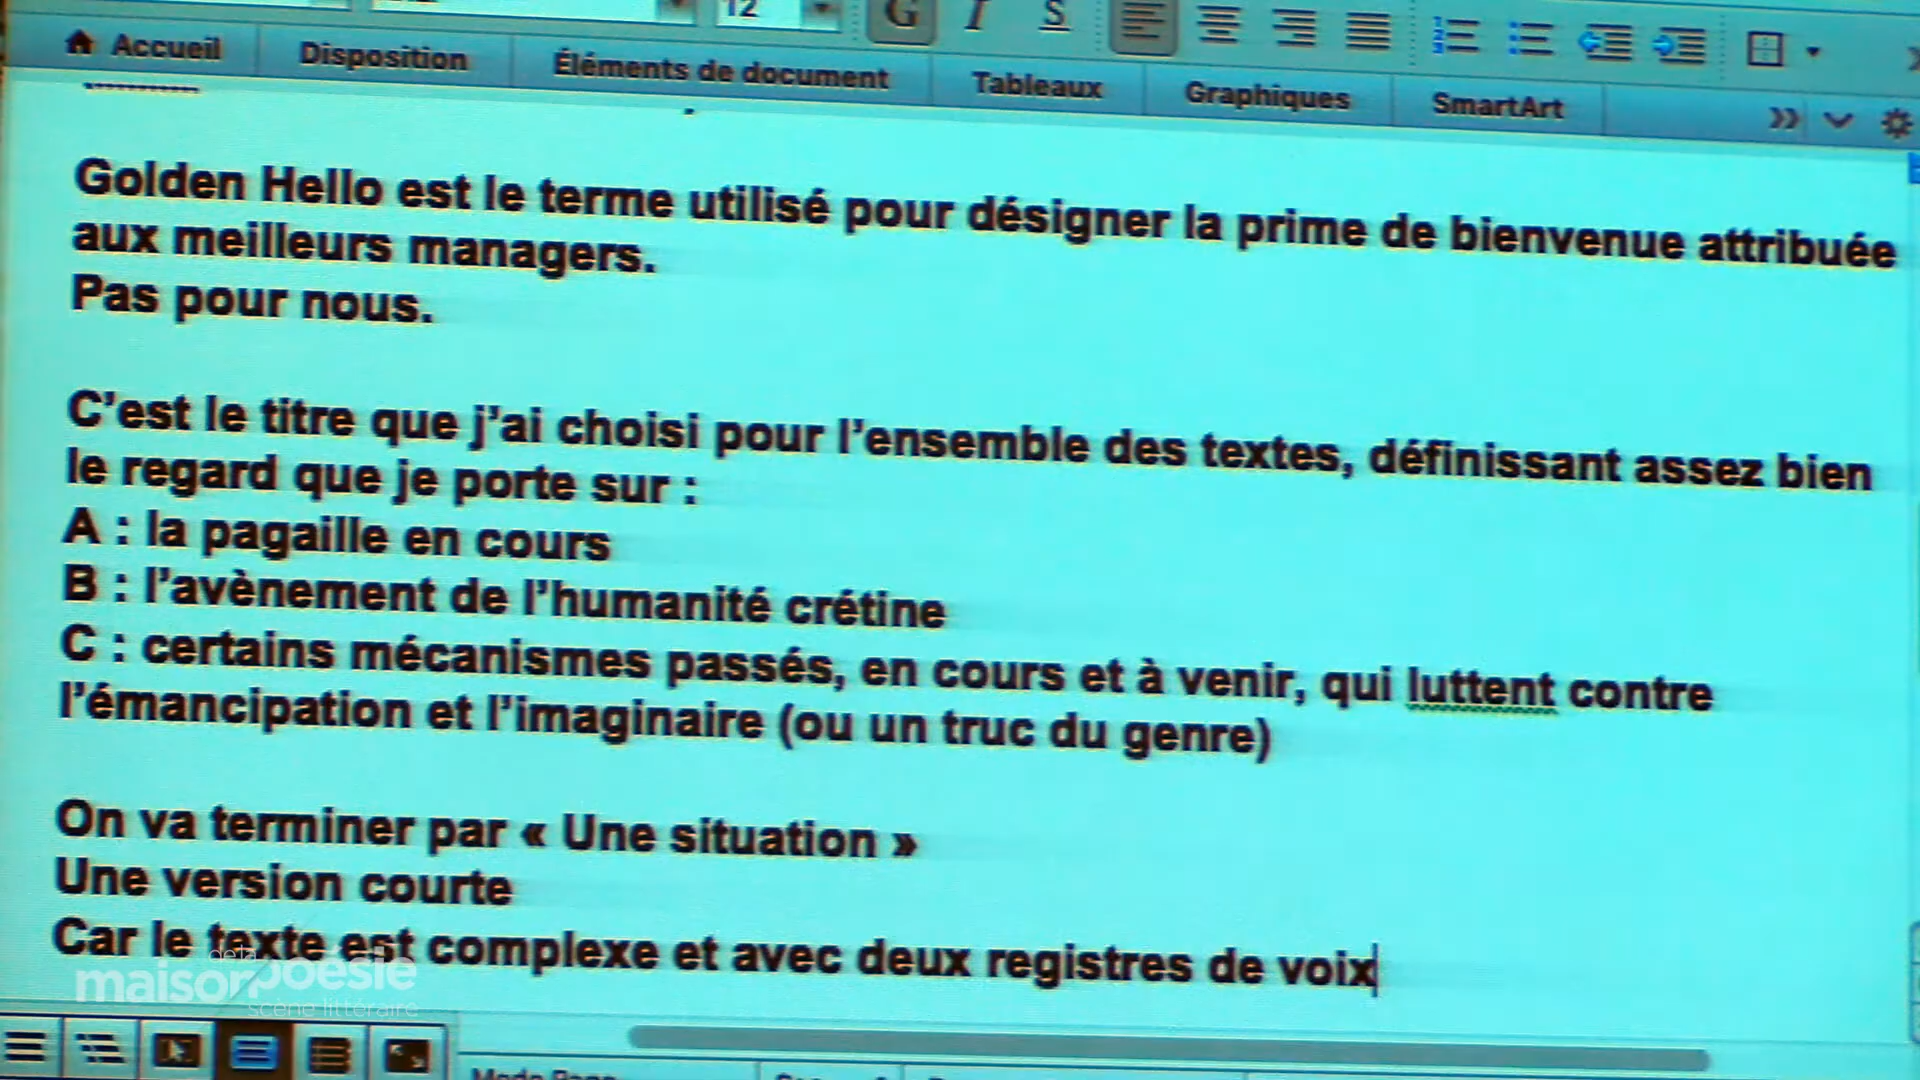 12 G I S
Accueil Disposition Éléments de document Tableaux Graphiques SmartArt
Golden Hello est le terme utilisé pour désigner la prime de bienvenue attribuée
aux meilleurs managers.
Pas pour nous.
C’est le titre que j’ai choisi pour l’ensemble des textes, définissant assez bien
le regard que je porte sur :
A : la pagaille en cours
B : l’avènement de l’humanité crétine
C : certains mécanismes passés, en cours et à venir, qui luttent contre
l’émancipation et l’imaginaire (ou un truc du genre)
On va terminer par « Une situation »
Une version courte
Car le texte est complexe et avec deux registres de voix
maison de la poésie
scène littéraire